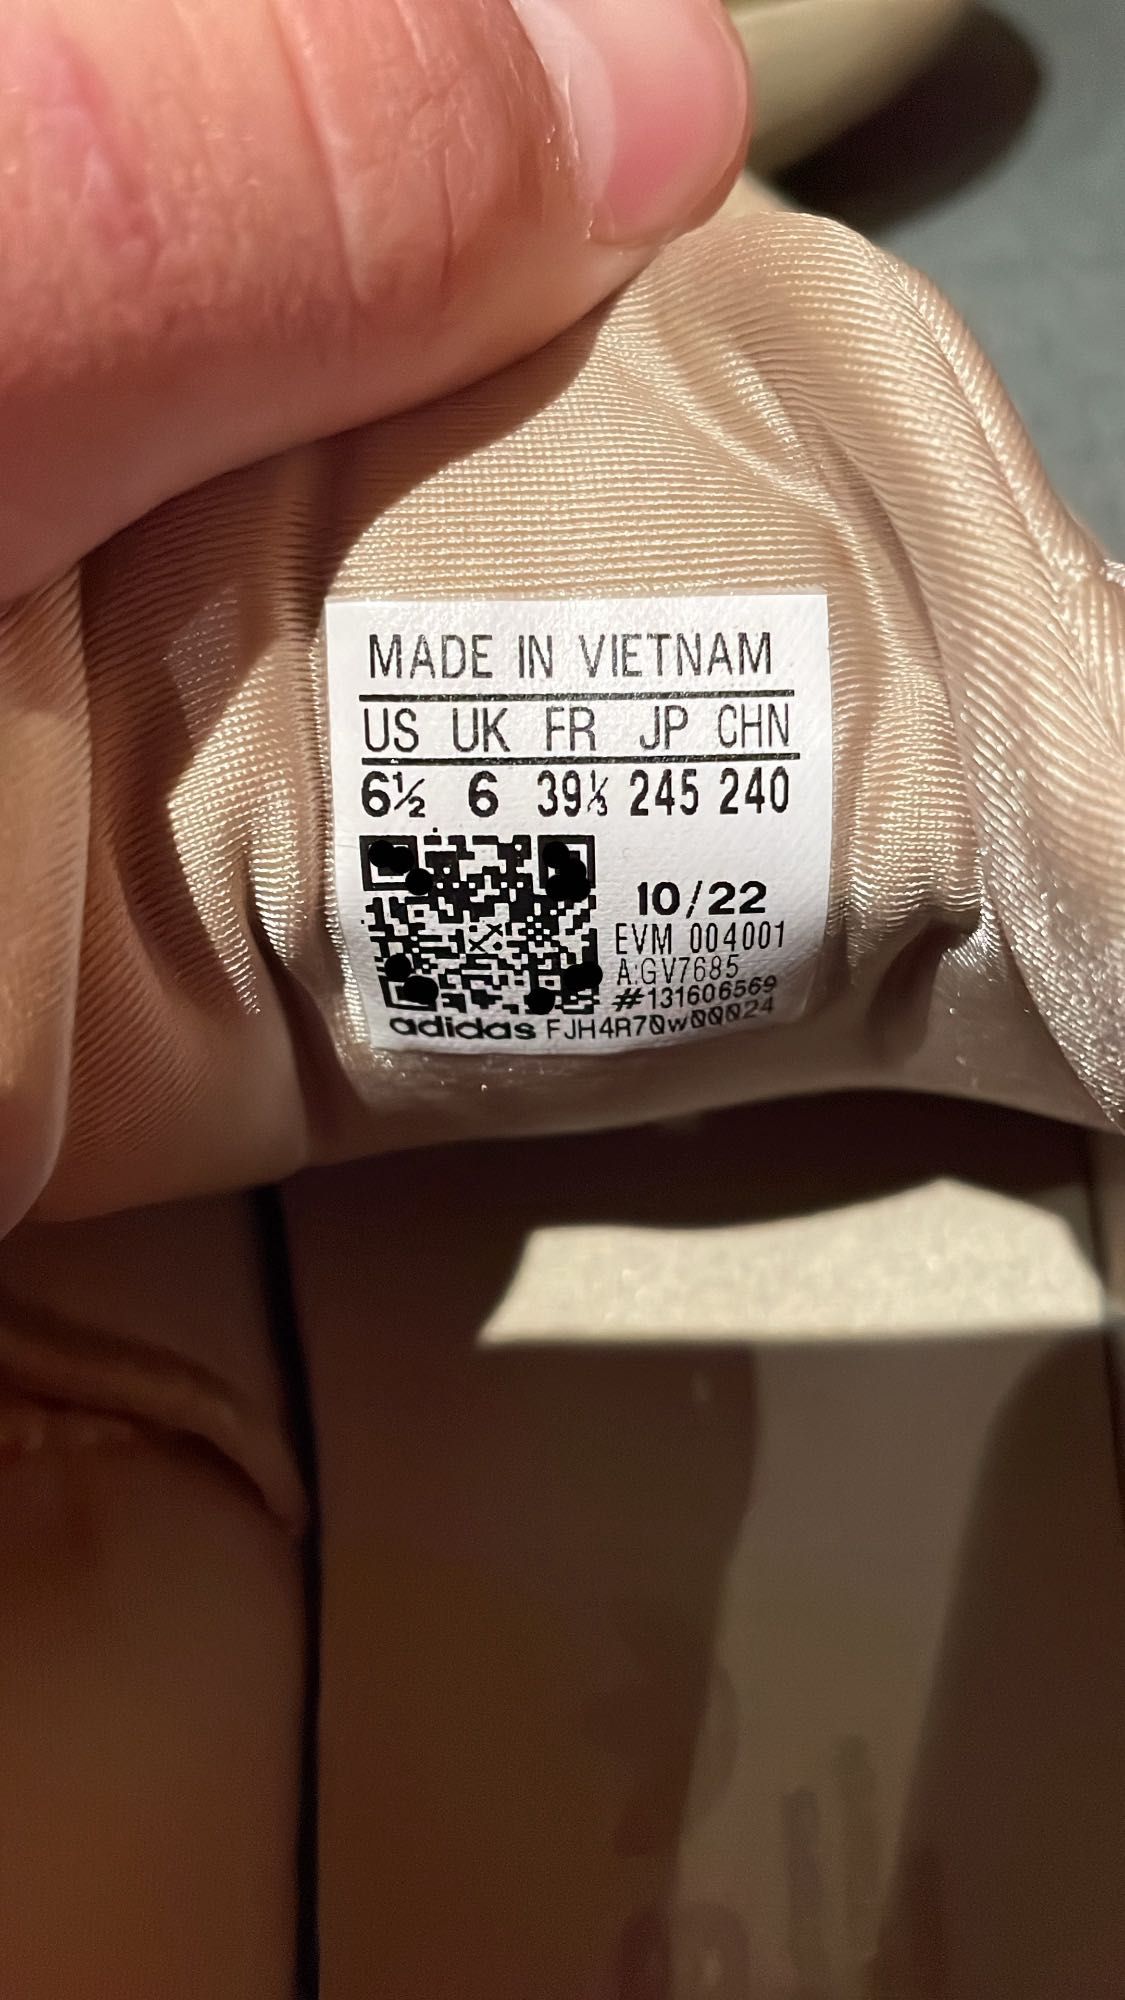 MADE IN VIETNAM
US UK FR JP CHN
6½ 6 39⅓ 245 240
10/22
EVM 004001
A:GV7685
#131606569
adidas FJH4R70w00024